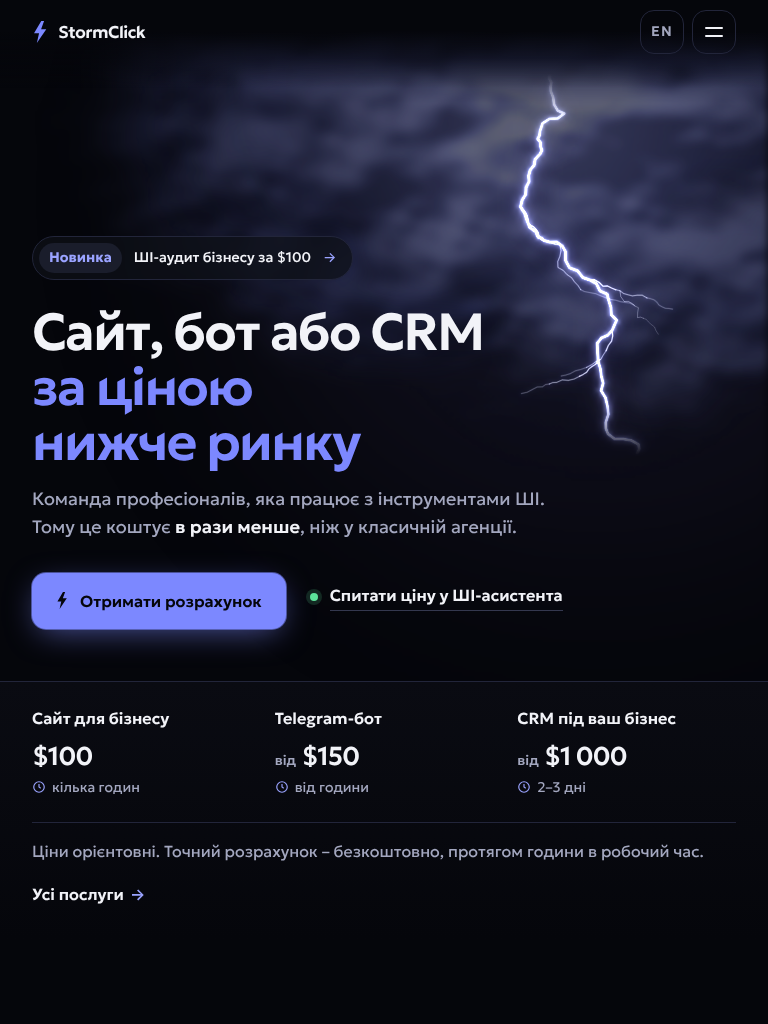 StormClick
EN
Новинка ШІ-аудит бізнесу за $100 →
Сайт, бот або CRM
за ціною
нижче ринку
Команда професіоналів, яка працює з інструментами ШІ.
Тому це коштує в рази менше, ніж у класичній агенції.
Отримати розрахунок
Спитати ціну у ШІ-асистента
Сайт для бізнесу
$100
кілька годин
Telegram-бот
від $150
від години
CRM під ваш бізнес
від $1 000
2–3 дні
Ціни орієнтовні. Точний розрахунок – безкоштовно, протягом години в робочий час.
Усі послуги →